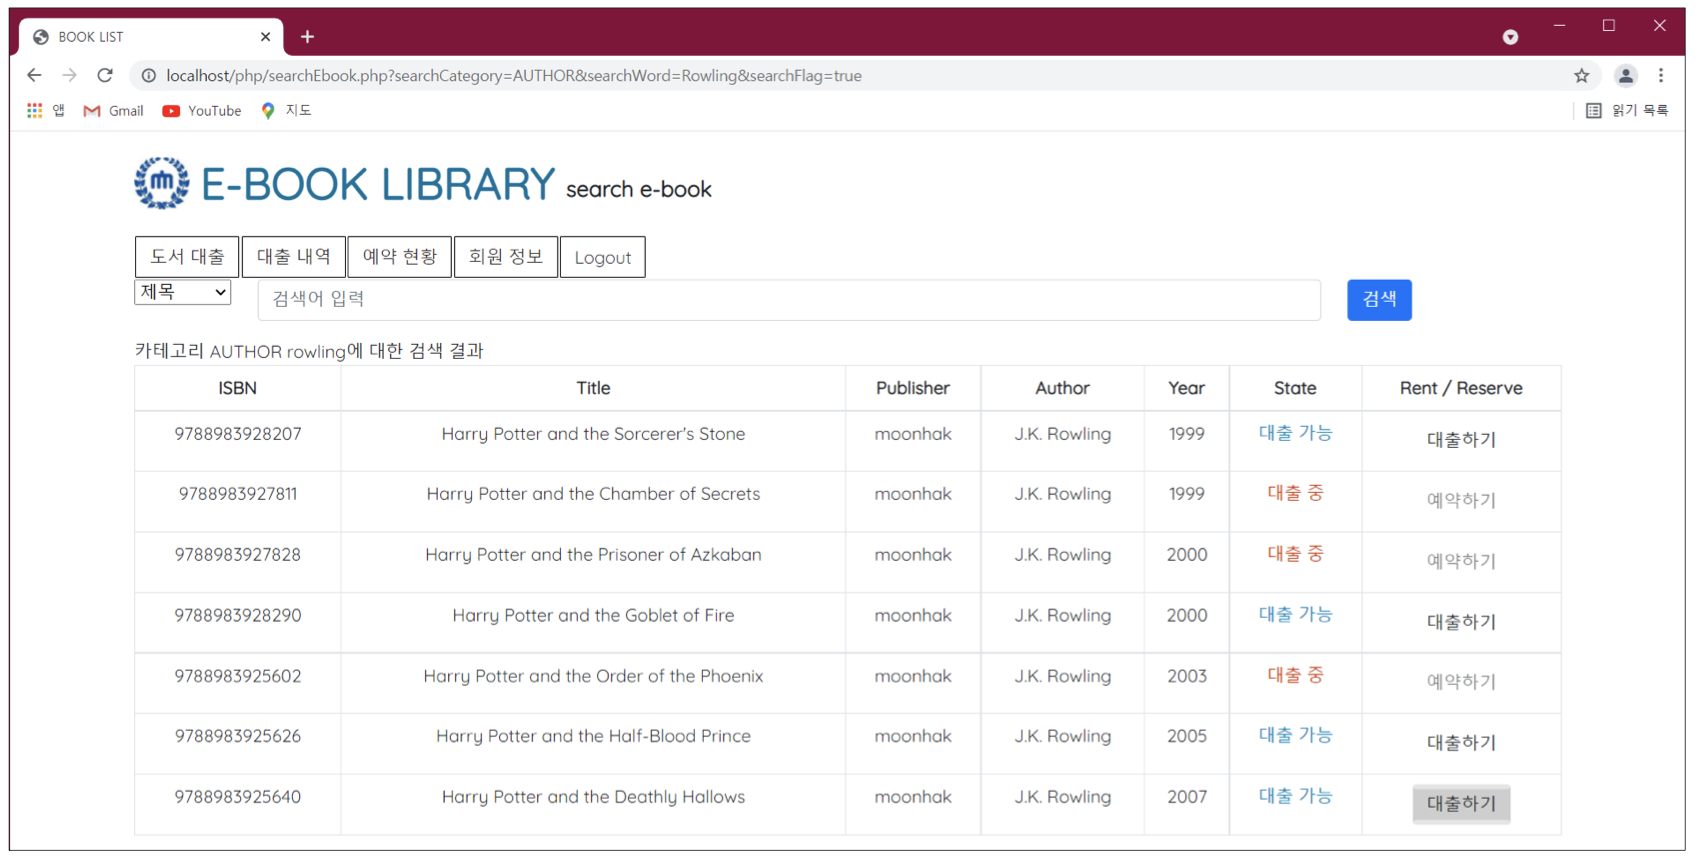 BOOK LIST
localhost/php/searchEbook.php?searchCategory=AUTHOR&searchWord=Rowling&searchFlag=true
앱 Gmail YouTube 지도 읽기 목록
E-BOOK LIBRARY search e-book
도서 대출 대출 내역 예약 현황 회원 정보 Logout
제목 검색어 입력 검색
카테고리 AUTHOR rowling에 대한 검색 결과
ISBN Title Publisher Author Year State Rent / Reserve
9788983928207 Harry Potter and the Sorcerer's Stone moonhak J.K. Rowling 1999 대출 가능 대출하기
9788983927811 Harry Potter and the Chamber of Secrets moonhak J.K. Rowling 1999 대출 중 예약하기
9788983927828 Harry Potter and the Prisoner of Azkaban moonhak J.K. Rowling 2000 대출 중 예약하기
9788983928290 Harry Potter and the Goblet of Fire moonhak J.K. Rowling 2000 대출 가능 대출하기
9788983925602 Harry Potter and the Order of the Phoenix moonhak J.K. Rowling 2003 대출 중 예약하기
9788983925626 Harry Potter and the Half-Blood Prince moonhak J.K. Rowling 2005 대출 가능 대출하기
9788983925640 Harry Potter and the Deathly Hallows moonhak J.K. Rowling 2007 대출 가능 대출하기